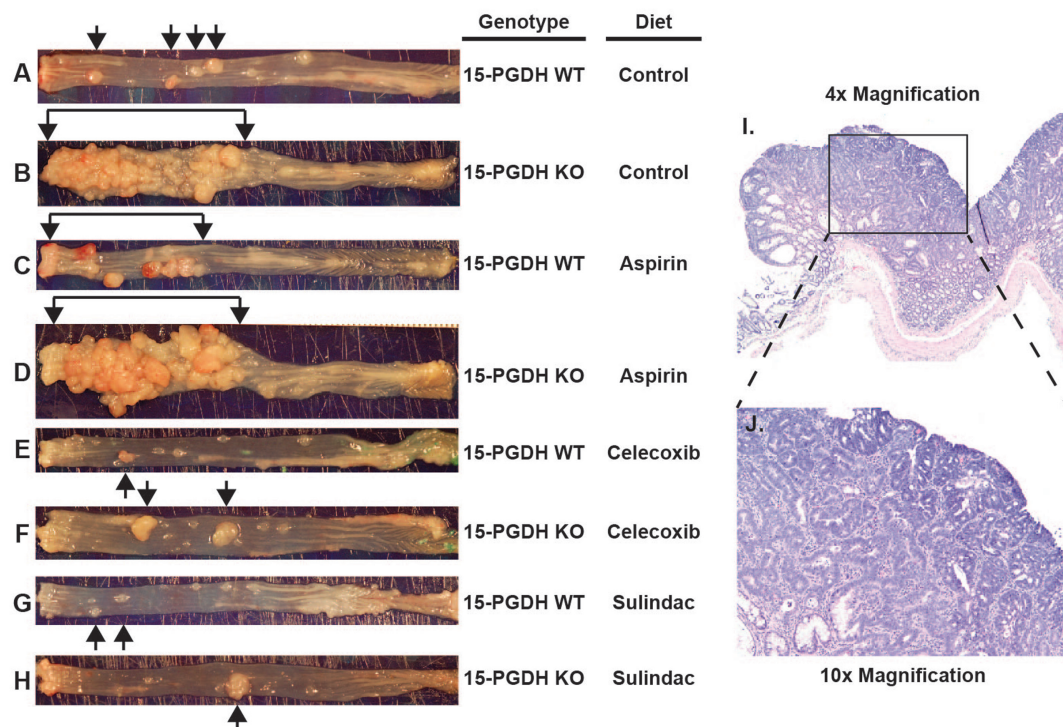 Genotype Diet
A 15-PGDH WT Control
B 15-PGDH KO Control
C 15-PGDH WT Aspirin
D 15-PGDH KO Aspirin
E 15-PGDH WT Celecoxib
F 15-PGDH KO Celecoxib
G 15-PGDH WT Sulindac
H 15-PGDH KO Sulindac
4x Magnification
I.
J.
10x Magnification